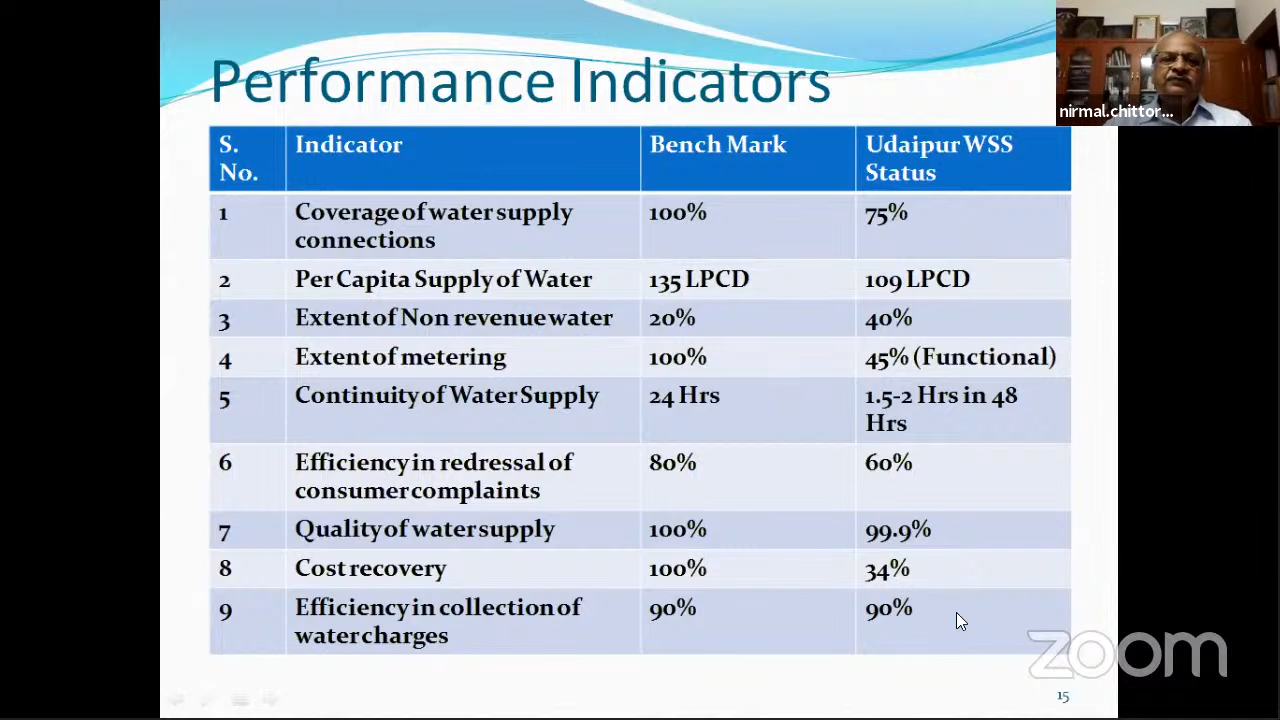 Performance Indicators
nirmal.chittor...
S. No. Indicator Bench Mark Udaipur WSS Status
1 Coverage of water supply connections 100% 75%
2 Per Capita Supply of Water 135 LPCD 109 LPCD
3 Extent of Non revenue water 20% 40%
4 Extent of metering 100% 45% (Functional)
5 Continuity of Water Supply 24 Hrs 1.5-2 Hrs in 48 Hrs
6 Efficiency in redressal of consumer complaints 80% 60%
7 Quality of water supply 100% 99.9%
8 Cost recovery 100% 34%
9 Efficiency in collection of water charges 90% 90%
zoom
15